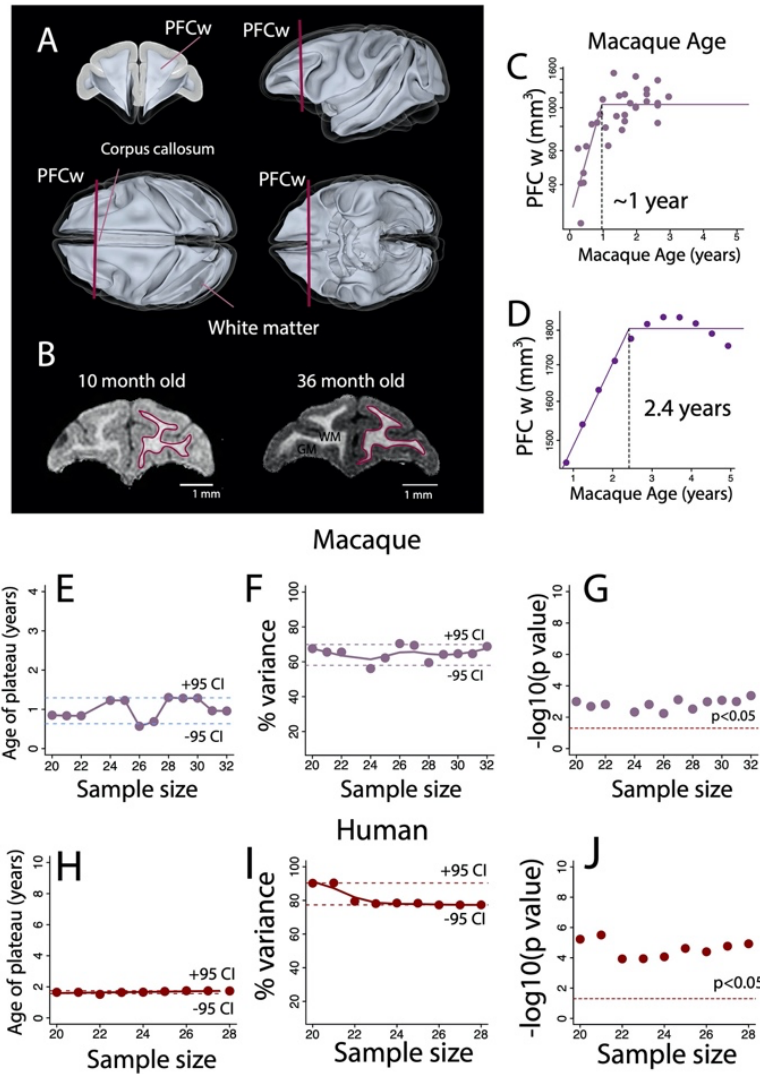 A
PFCw
PFCw
Corpus callosum
PFCw
PFCw
White matter
B
10 month old
36 month old
WM
GM
1 mm
1 mm
Macaque Age
C
PFC w (mm³)
1600
1000
600
400
~1 year
0 1 2 3 4 5
Macaque Age (years)
D
PFC w (mm³)
1800
1700
1600
1500
2.4 years
1 2 3 4 5
Macaque Age (years)
Macaque
E
Age of plateau (years)
4
3
2
1
0
+95 CI
-95 CI
20 22 24 26 28 30 32
Sample size
F
% variance
100
80
60
40
20
+95 CI
-95 CI
20 22 24 26 28 30 32
Sample size
G
-log10(p value)
10
8
6
4
2
0
p<0.05
20 22 24 26 28 30 32
Sample size
Human
H
Age of plateau (years)
10
8
6
4
2
0
+95 CI
-95 CI
20 22 24 26 28
Sample size
I
% variance
100
80
60
40
20
+95 CI
-95 CI
20 22 24 26 28
Sample size
J
-log10(p value)
10
8
6
4
2
0
p<0.05
20 22 24 26 28
Sample size